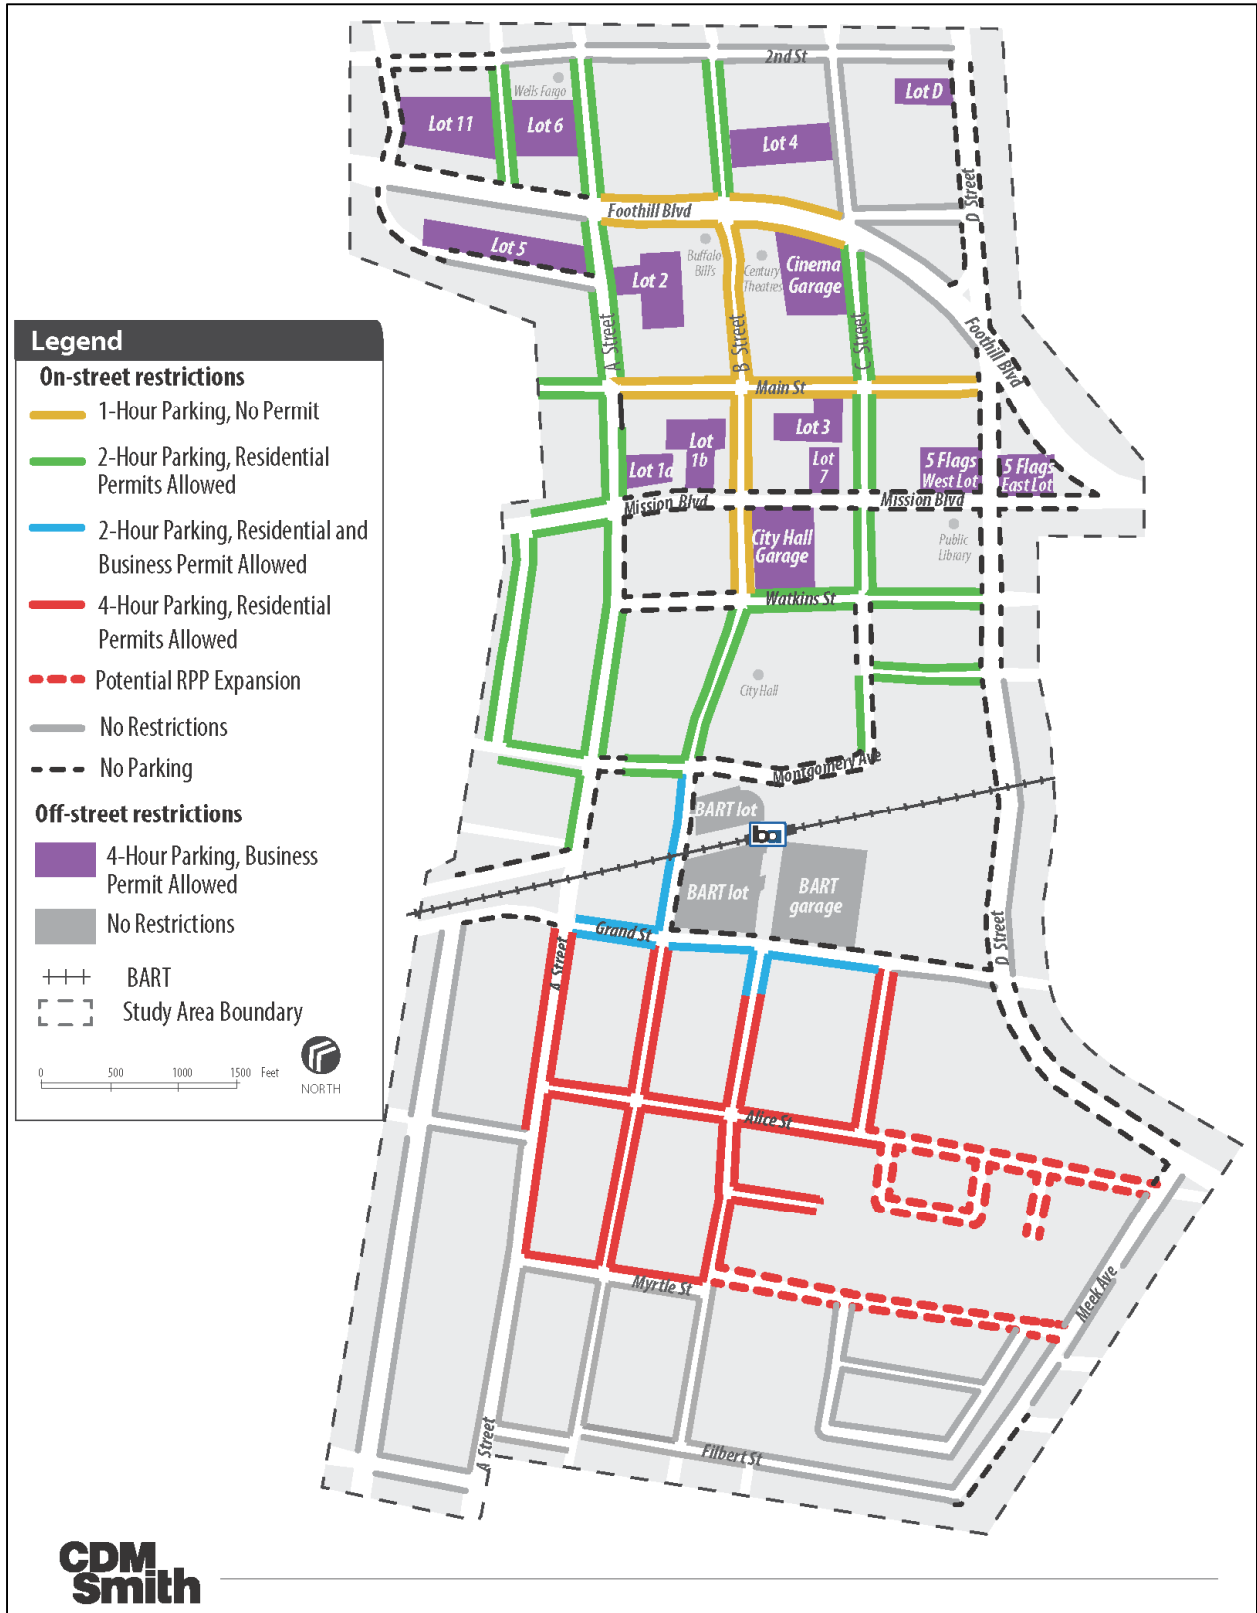 2nd St
Wells Fargo
Lot D
Lot 11
Lot 6
Lot 4
D Street
Foothill Blvd
Lot 5
Buffalo
Bill's
Century
Theatres
Cinema
Garage
Lot 2
A Street
B Street
C Street
Foothill Blvd
Main St
Lot 3
Lot
1b
Lot 1a
Lot
7
5 Flags
West Lot
5 Flags
East Lot
Mission Blvd
Mission Blvd
City Hall
Garage
Public
Library
Watkins St
City Hall
Montgomery Ave
BART lot
ba
BART lot
BART
garage
Grand St
A Street
D Street
Alice St
Myrtle St
Meek Ave
A Street
Filbert St
Legend
On-street restrictions
1-Hour Parking, No Permit
2-Hour Parking, Residential
Permits Allowed
2-Hour Parking, Residential and
Business Permit Allowed
4-Hour Parking, Residential
Permits Allowed
Potential RPP Expansion
No Restrictions
No Parking
Off-street restrictions
4-Hour Parking, Business
Permit Allowed
No Restrictions
BART
Study Area Boundary
0 500 1000 1500 Feet
NORTH
CDM
Smith